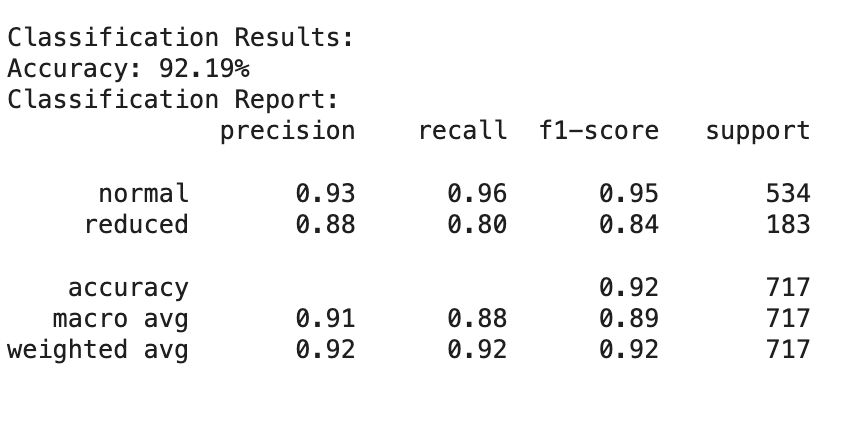 Classification Results:
Accuracy: 92.19%
Classification Report:
              precision    recall  f1-score   support

      normal       0.93      0.96      0.95       534
     reduced       0.88      0.80      0.84       183

    accuracy                           0.92       717
   macro avg       0.91      0.88      0.89       717
weighted avg       0.92      0.92      0.92       717